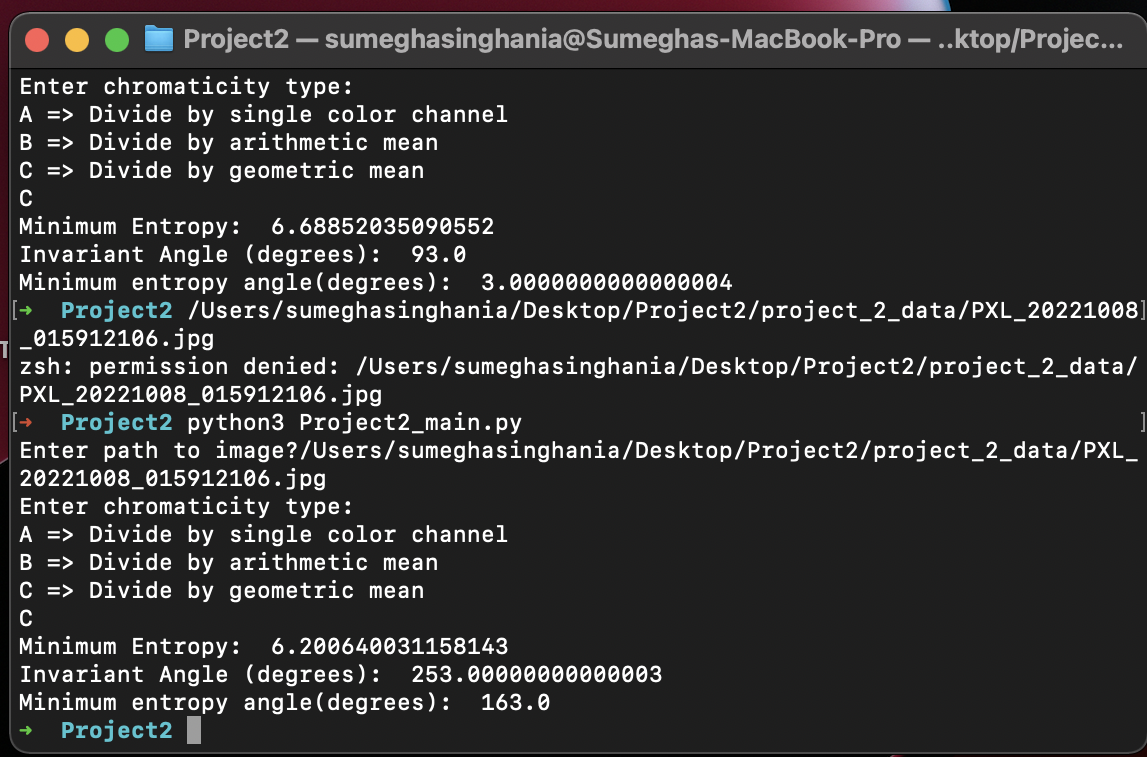 Project2 — sumeghasinghania@Sumeghas-MacBook-Pro — ..ktop/Projec...
Enter chromaticity type:
A => Divide by single color channel
B => Divide by arithmetic mean
C => Divide by geometric mean
C
Minimum Entropy:  6.68852035090552
Invariant Angle (degrees):  93.0
Minimum entropy angle(degrees):  3.0000000000000004
[➜  Project2 /Users/sumeghasinghania/Desktop/Project2/project_2_data/PXL_20221008]
_015912106.jpg
zsh: permission denied: /Users/sumeghasinghania/Desktop/Project2/project_2_data/
PXL_20221008_015912106.jpg
[➜  Project2 python3 Project2_main.py ]
Enter path to image?/Users/sumeghasinghania/Desktop/Project2/project_2_data/PXL_
20221008_015912106.jpg
Enter chromaticity type:
A => Divide by single color channel
B => Divide by arithmetic mean
C => Divide by geometric mean
C
Minimum Entropy:  6.200640031158143
Invariant Angle (degrees):  253.00000000000003
Minimum entropy angle(degrees):  163.0
➜  Project2